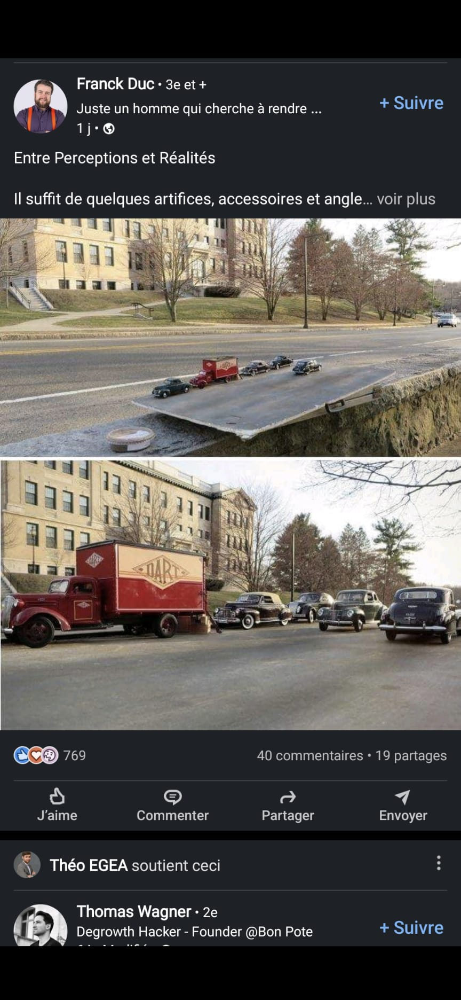 Franck Duc • 3e et +
Juste un homme qui cherche à rendre ...
1 j •
+ Suivre
Entre Perceptions et Réalités
Il suffit de quelques artifices, accessoires et angle... voir plus
DART
DART
769
40 commentaires • 19 partages
J'aime
Commenter
Partager
Envoyer
Théo EGEA soutient ceci
Thomas Wagner • 2e
Degrowth Hacker - Founder @Bon Pote
+ Suivre